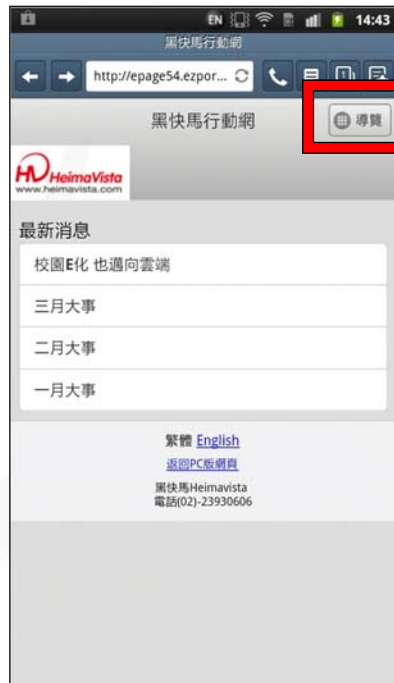 EN 14:43
黑快馬行動網
http://epage54.ezpor...
黑快馬行動網
導覽
HeimaVista
www.heimavista.com
最新消息
校園E化 也邁向雲端
三月大事
二月大事
一月大事
繁體 English
返回PC版網頁
黑快馬Heimavista
電話(02)-23930606